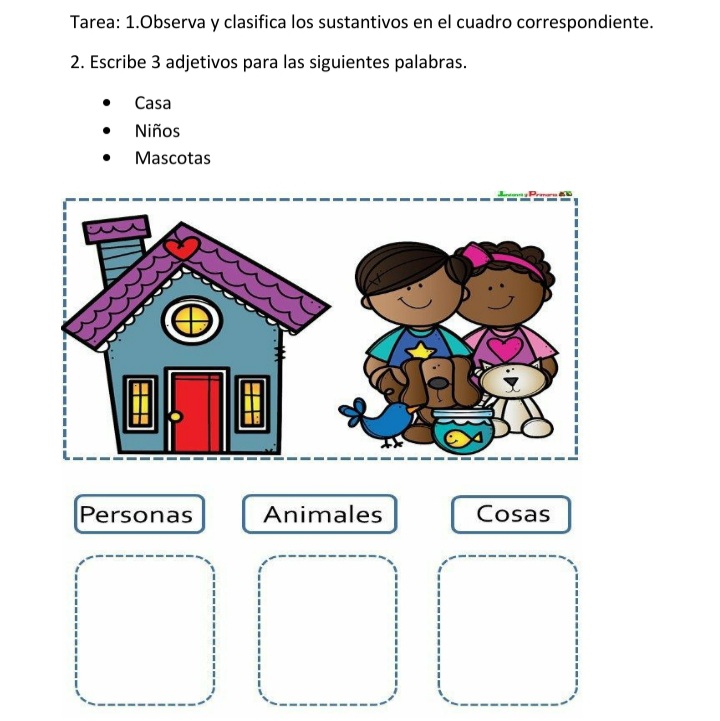 Tarea: 1.Observa y clasifica los sustantivos en el cuadro correspondiente.
2. Escribe 3 adjetivos para las siguientes palabras.
• Casa
• Niños
• Mascotas
Personas
Animales
Cosas